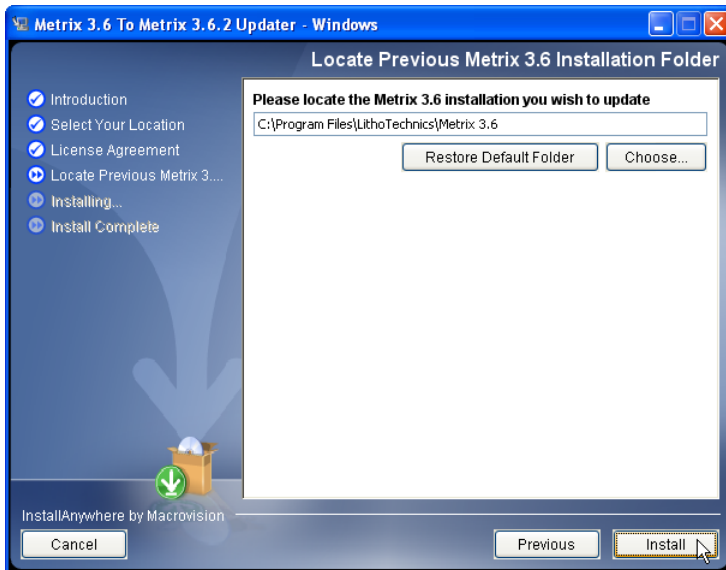 Metrix 3.6 To Metrix 3.6.2 Updater - Windows
Locate Previous Metrix 3.6 Installation Folder
Introduction
Select Your Location
License Agreement
Locate Previous Metrix 3....
Installing...
Install Complete
Please locate the Metrix 3.6 installation you wish to update
C:\Program Files\LithoTechnics\Metrix 3.6
Restore Default Folder
Choose...
InstallAnywhere by Macrovision
Cancel
Previous
Install